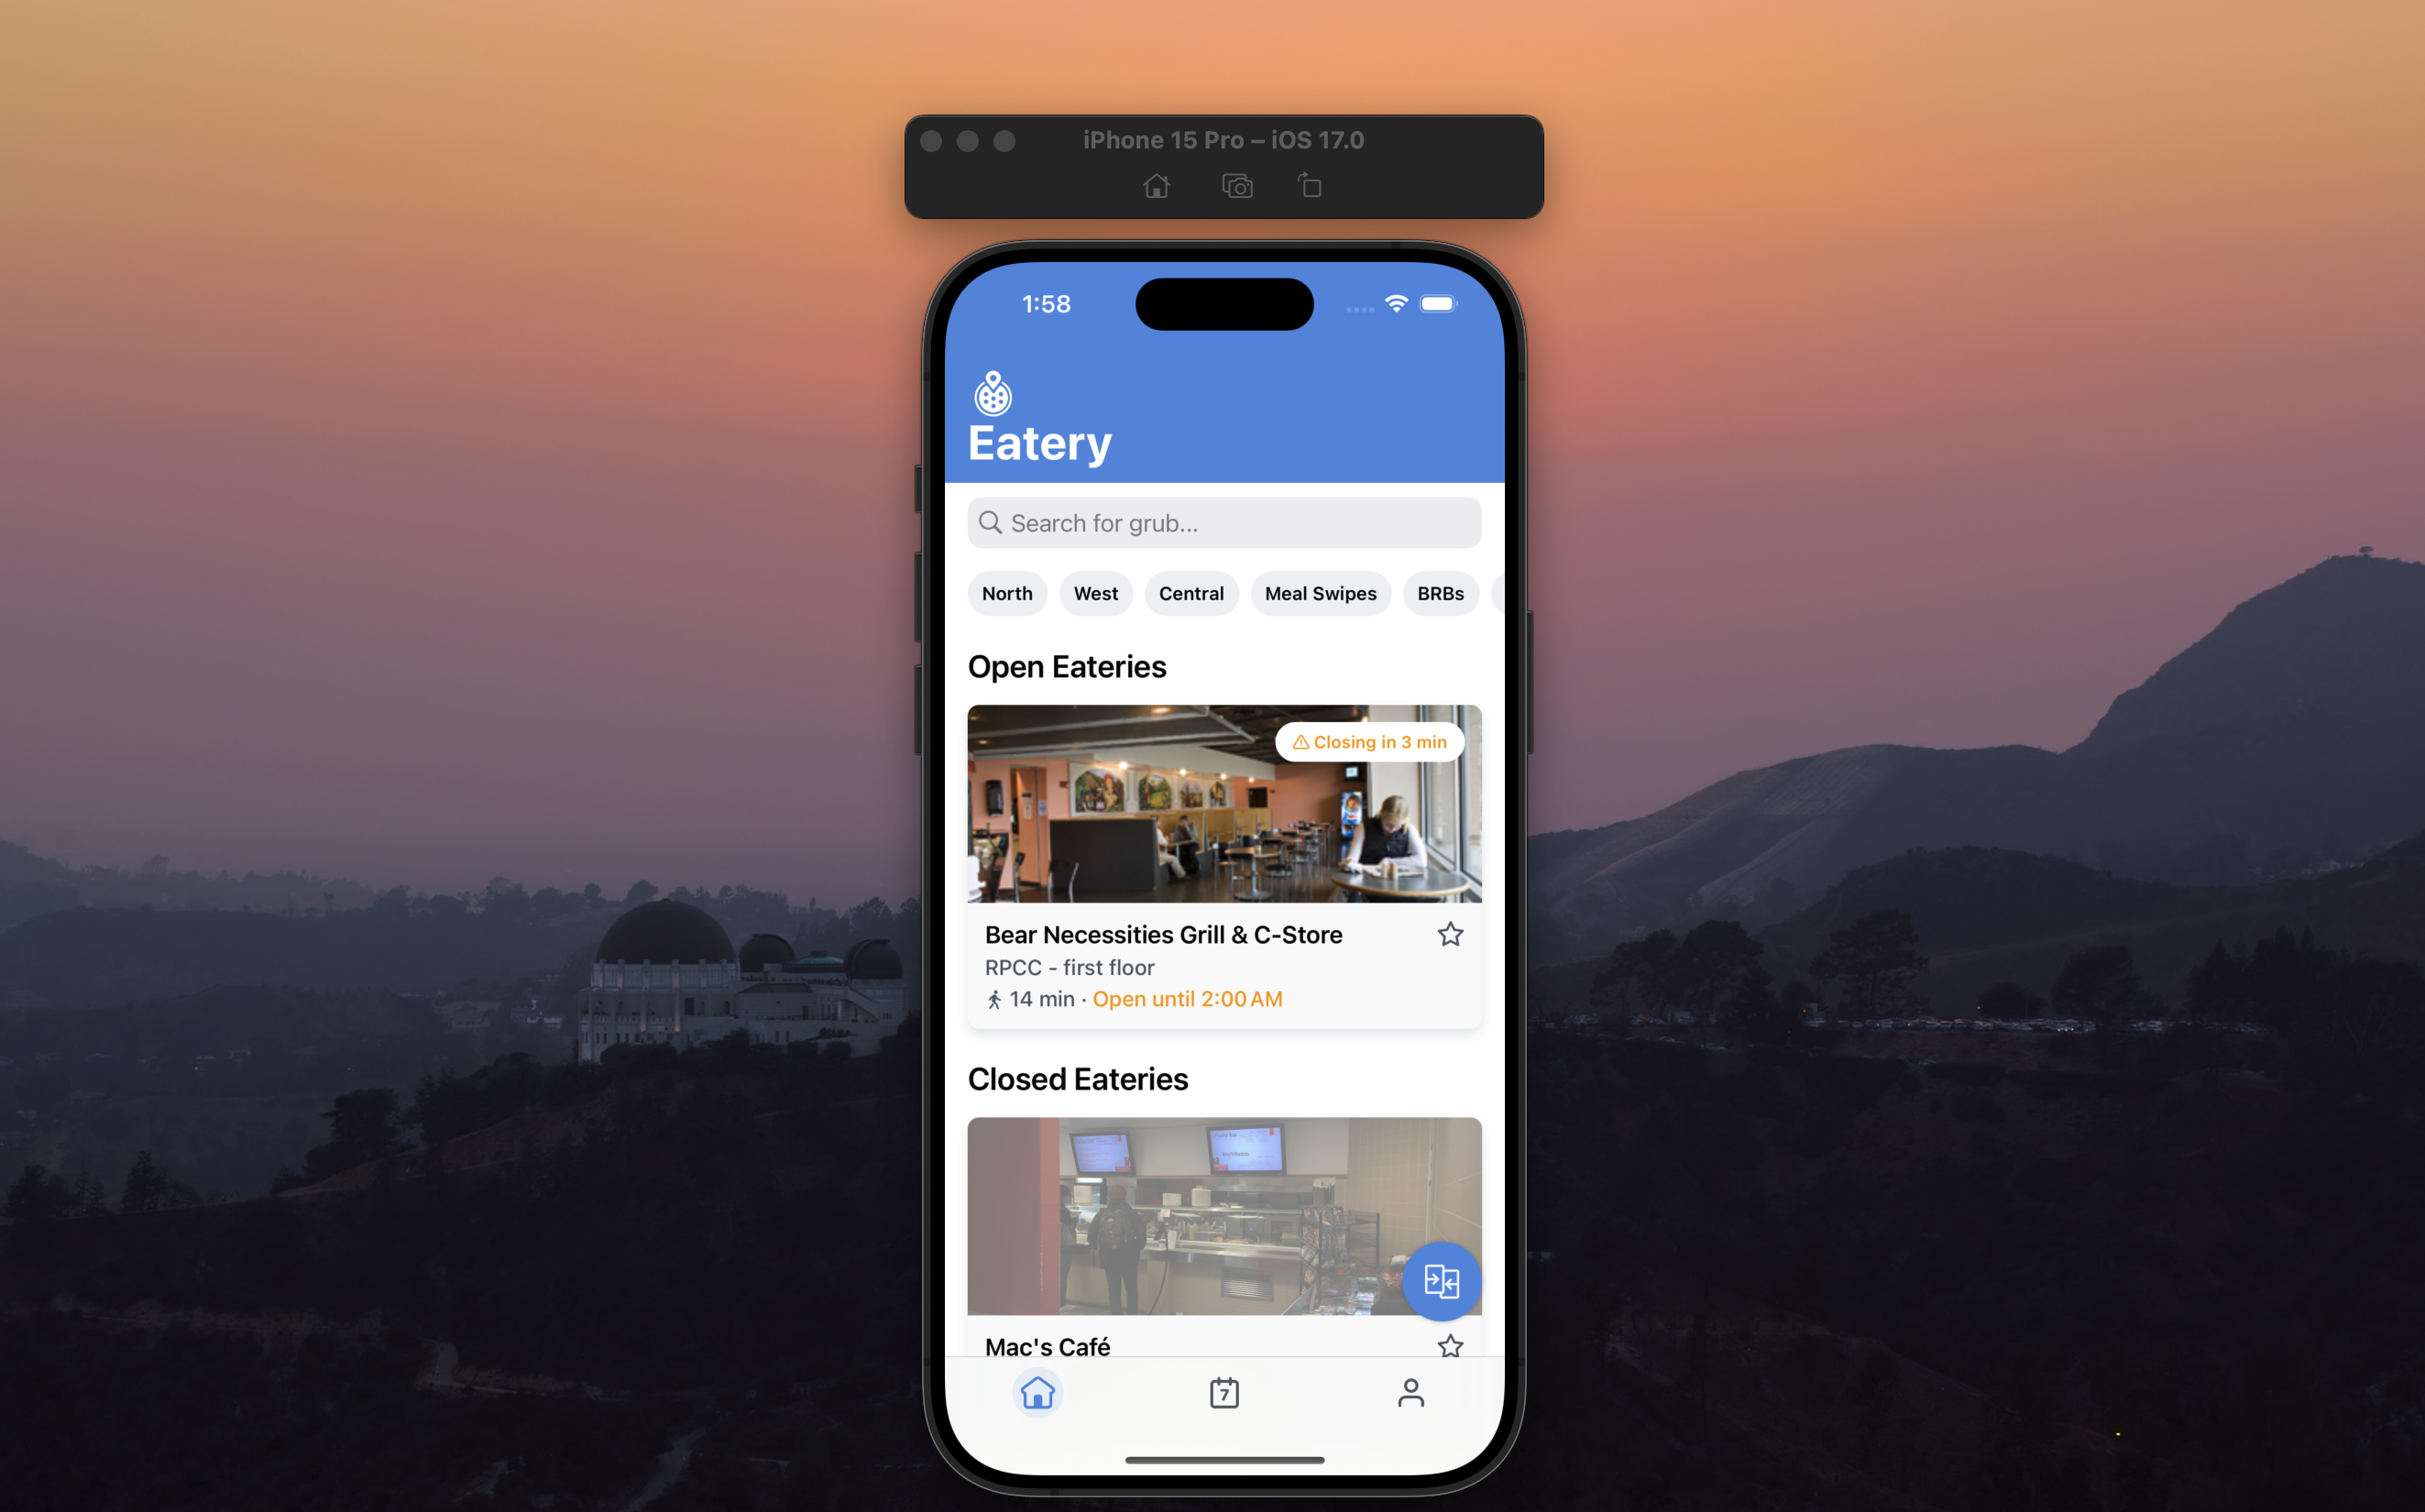 iPhone 15 Pro – iOS 17.0
1:58
Eatery
Search for grub...
North
West
Central
Meal Swipes
BRBs
Open Eateries
Closing in 3 min
Bear Necessities Grill & C-Store
RPCC - first floor
14 min · Open until 2:00 AM
Closed Eateries
Mac's Café
7